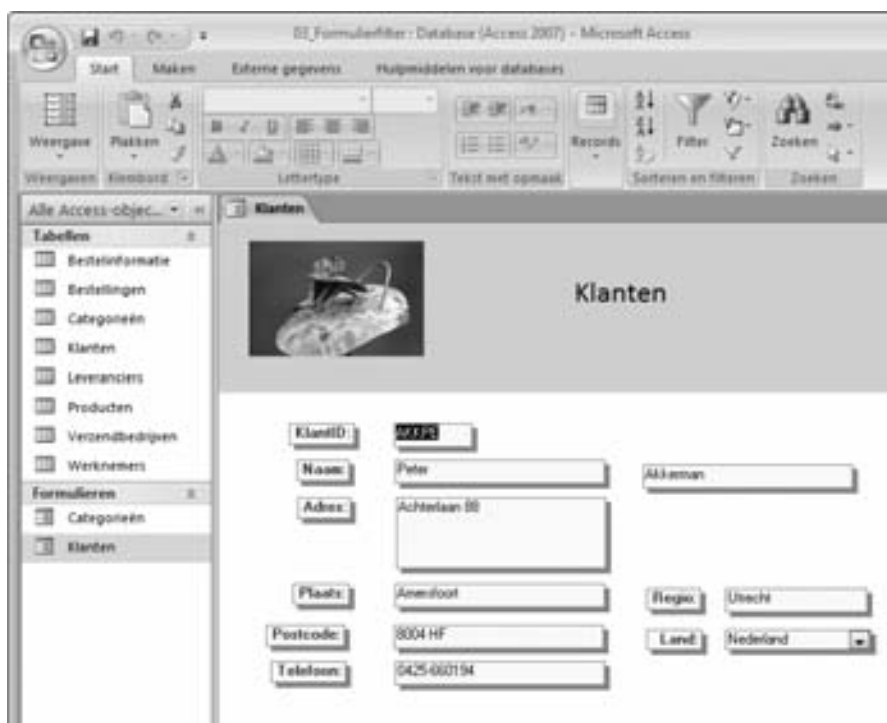 03_Formulierfilter : Database (Access 2007) - Microsoft Access
Start Maken Externe gegevens Hulpmiddelen voor databases
Weergave Plakken B I U Records Filter Zoeken
Weergaven Klembord Lettertype Tekst met opmaak Sorteren en filteren Zoeken
Alle Access-objec... Klanten
Tabellen
Bestelinformatie
Bestellingen
Categorieën
Klanten
Leveranciers
Producten
Verzendbedrijven
Werknemers
Formulieren
Categorieën
Klanten
Klanten
KlantID: AKKPE
Naam: Peter Akkerman
Adres: Achterlaan 88
Plaats: Amersfoort Regio: Utrecht
Postcode: 8004 HF Land: Nederland
Telefoon: 0425-660194